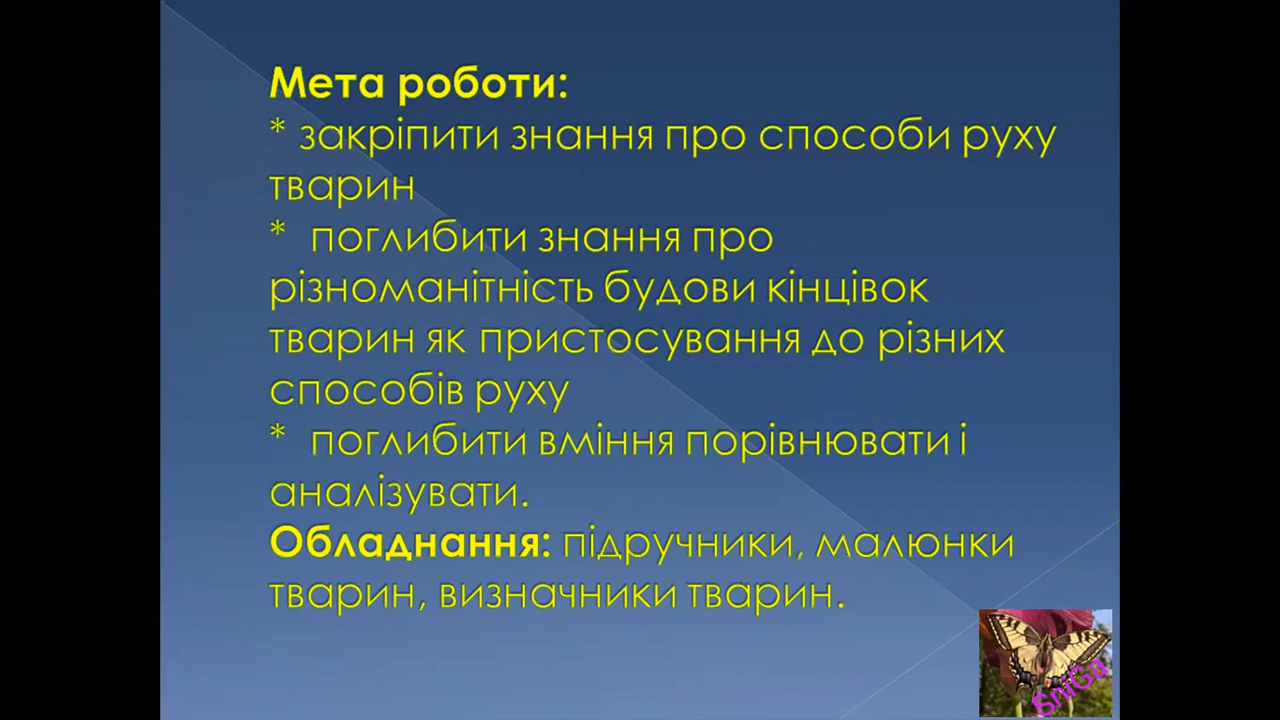 Мета роботи:
* закріпити знання про способи руху
тварин
* поглибити знання про
різноманітність будови кінцівок
тварин як пристосування до різних
способів руху
* поглибити вміння порівнювати і
аналізувати.
Обладнання: підручники, малюнки
тварин, визначники тварин.
SniGa